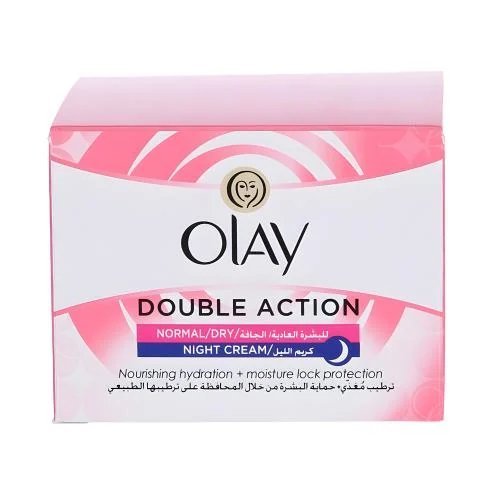 OLAY
DOUBLE ACTION
NORMAL/DRY/للبشرة العادية/ الجافة
NIGHT CREAM/كريم الليل
Nourishing hydration + moisture lock protection
ترطيب مُغذّي+ حماية البشرة من خلال المحافظة على ترطيبها الطبيعي